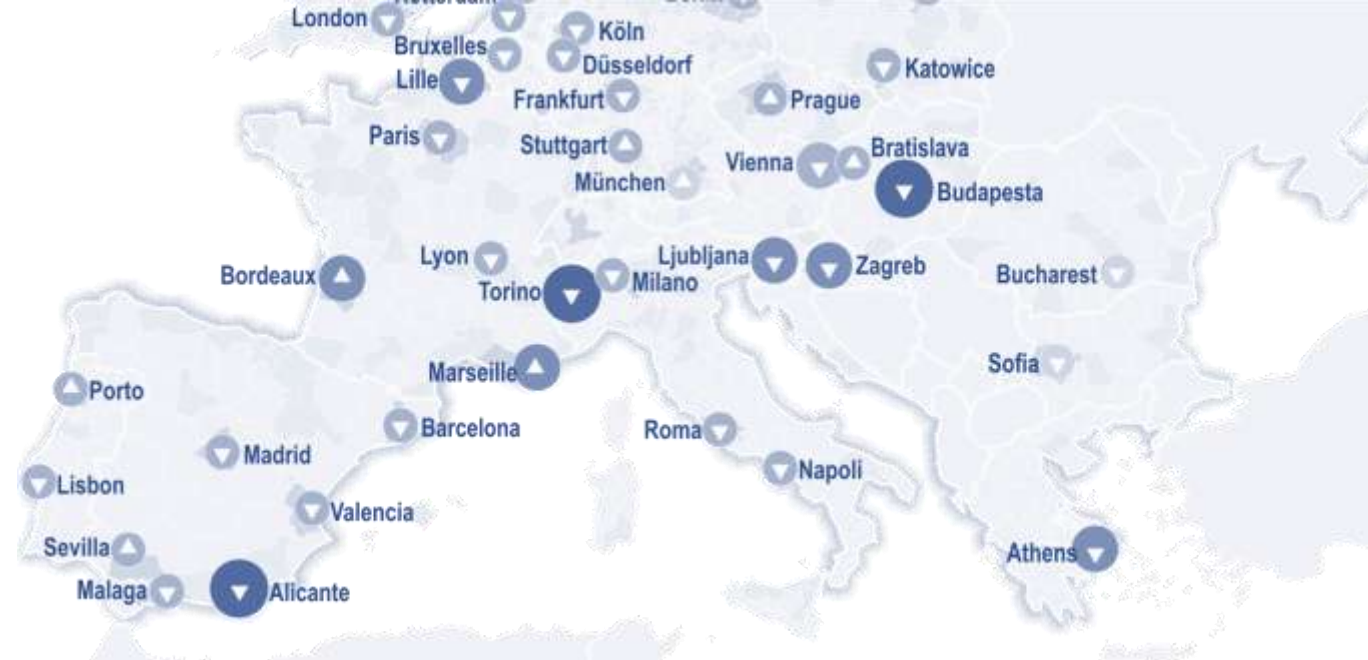 London
Köln
Bruxelles
Düsseldorf
Lille
Katowice
Frankfurt
Prague
Paris
Stuttgart
Bratislava
Vienna
München
Budapesta
Lyon
Ljubljana
Zagreb
Bordeaux
Milano
Bucharest
Torino
Sofia
Marseille
Porto
Barcelona
Roma
Madrid
Napoli
Lisbon
Valencia
Sevilla
Athens
Malaga
Alicante